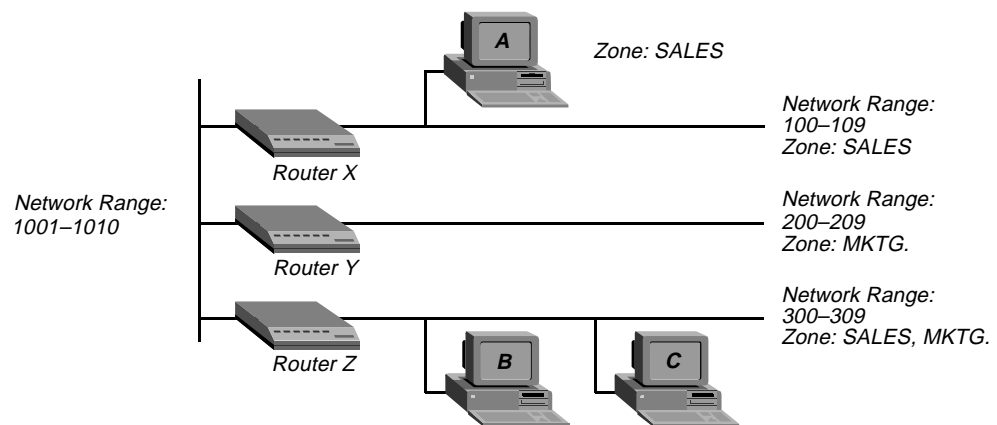 A
Zone: SALES
Network Range:
100–109
Zone: SALES
Router X
Network Range:
1001–1010
Network Range:
200–209
Zone: MKTG.
Router Y
Network Range:
300–309
Zone: SALES, MKTG.
Router Z
B
C